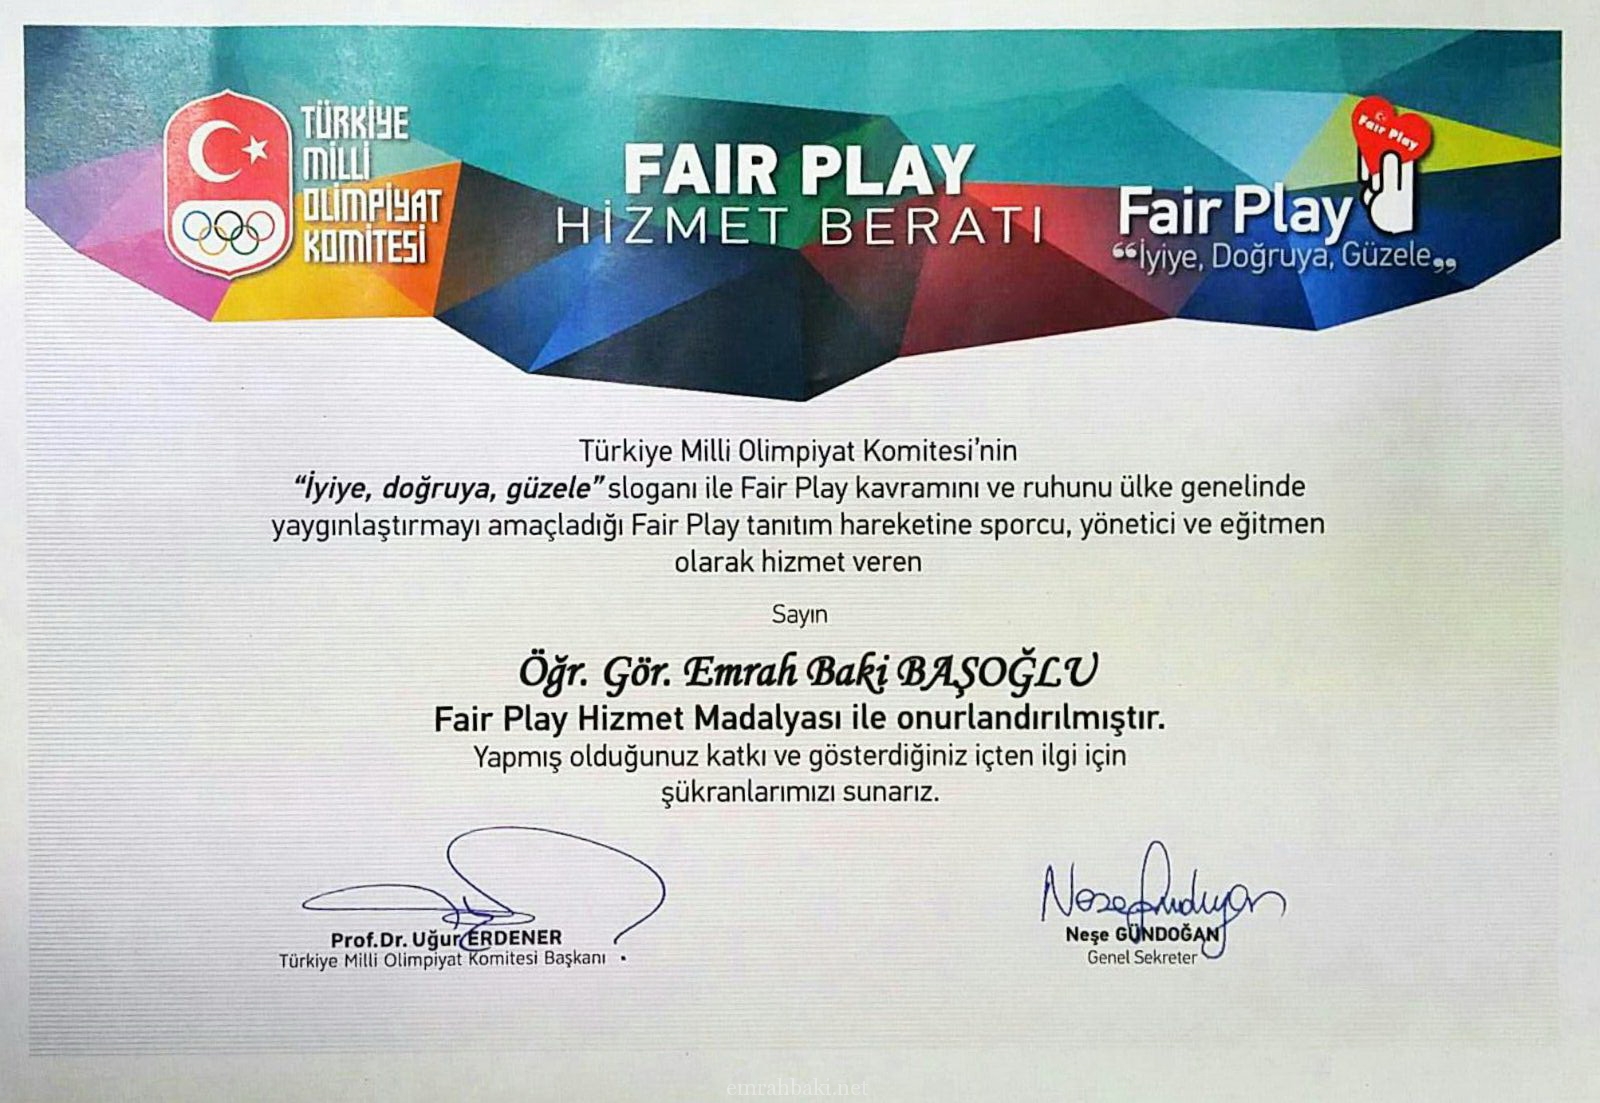 TÜRKİYE
MİLLİ
OLİMPİYAT
KOMİTESİ
FAIR PLAY
HİZMET BERATI
Fair Play
Fair Play
“İyiye, Doğruya, Güzele„
Türkiye Milli Olimpiyat Komitesi’nin
“İyiye, doğruya, güzele” sloganı ile Fair Play kavramını ve ruhunu ülke genelinde
yaygınlaştırmayı amaçladığı Fair Play tanıtım hareketine sporcu, yönetici ve eğitmen
olarak hizmet veren
Sayın
Öğr. Gör. Emrah Baki BAŞOĞLU
Fair Play Hizmet Madalyası ile onurlandırılmıştır.
Yapmış olduğunuz katkı ve gösterdiğiniz içten ilgi için
şükranlarımızı sunarız.
Prof.Dr. Uğur ERDENER
Türkiye Milli Olimpiyat Komitesi Başkanı
Neşe GÜNDOĞAN
Genel Sekreter
emrahbaki.net